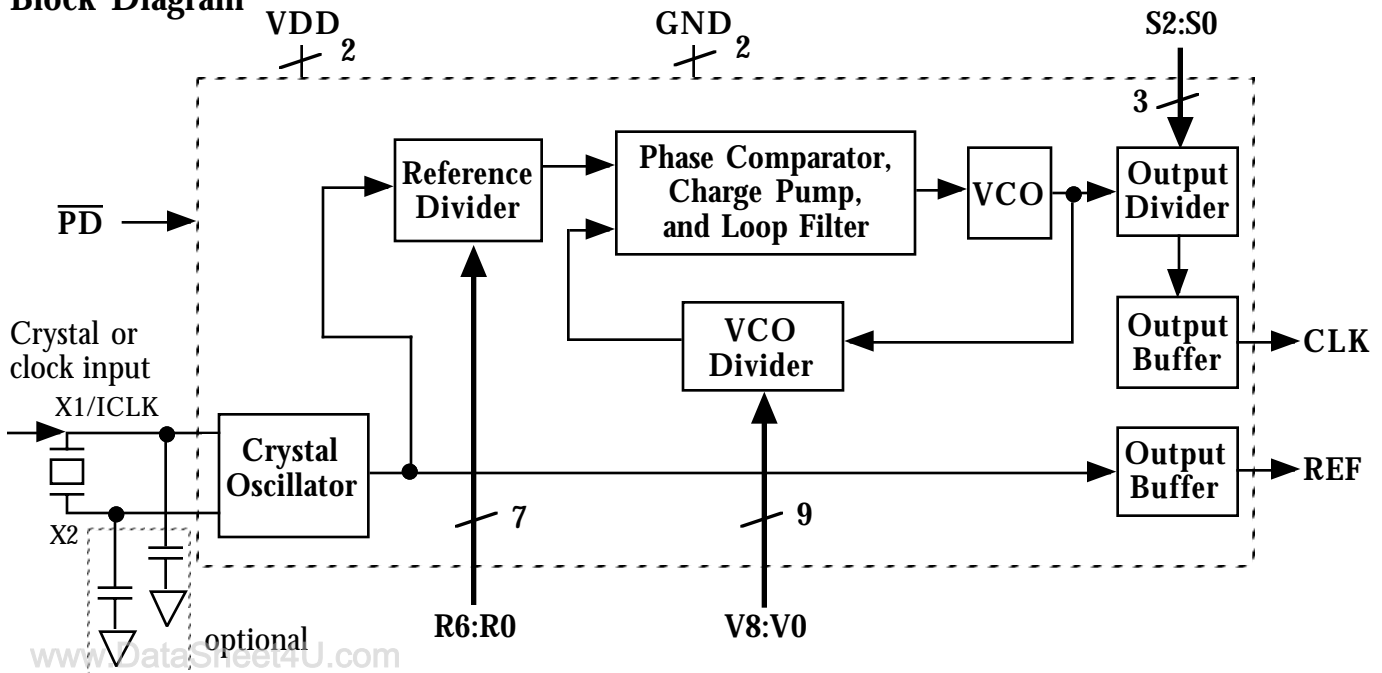 Block Diagram
VDD
2
GND
2
S2:S0
3
Reference
Divider
Phase Comparator,
Charge Pump,
and Loop Filter
VCO
Output
Divider
PD
VCO
Divider
Output
Buffer
CLK
Crystal or
clock input
X1/ICLK
Crystal
Oscillator
Output
Buffer
REF
X2
7
9
optional
R6:R0
V8:V0
www.DataSheet4U.com